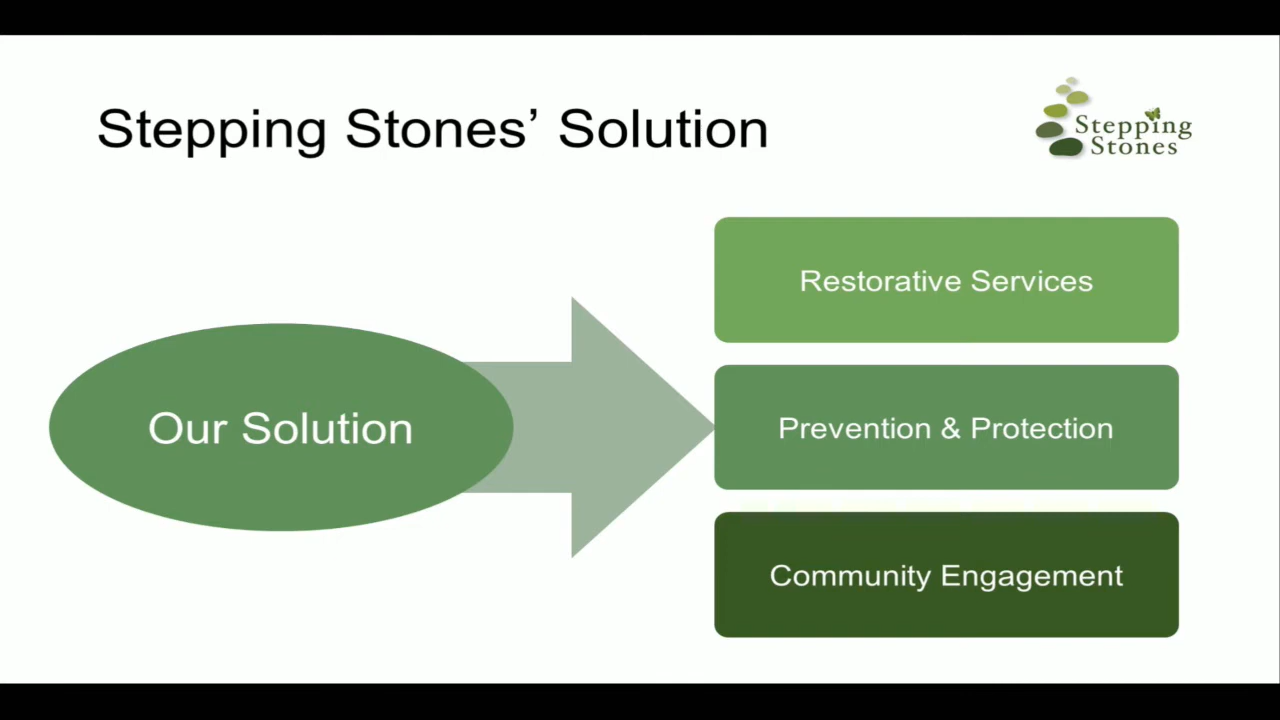 Stepping Stones’ Solution
Stepping
Stones
Our Solution
Restorative Services
Prevention & Protection
Community Engagement